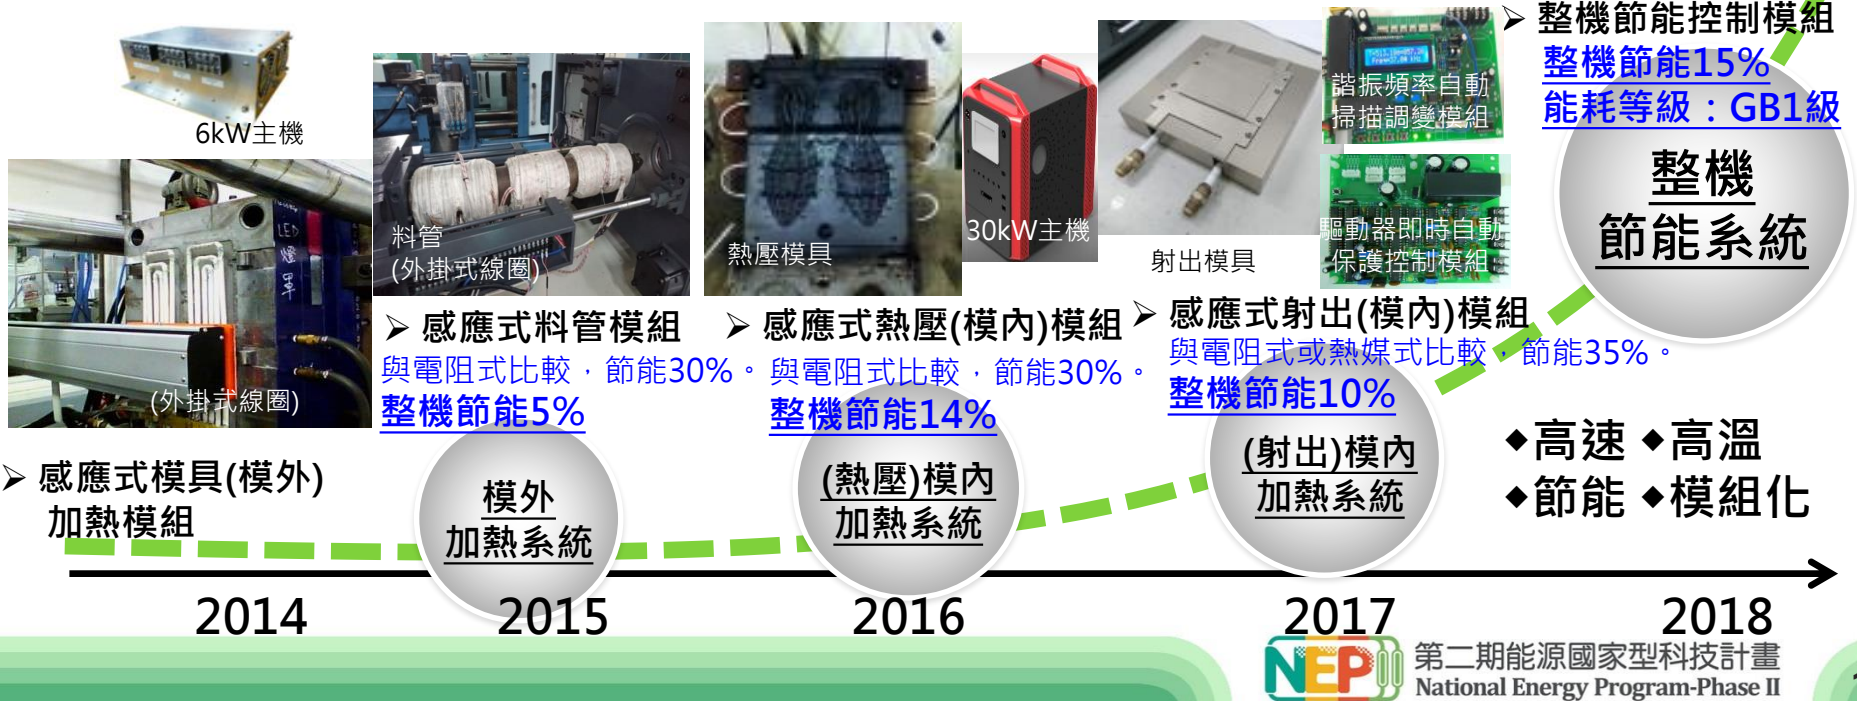 6kW主機
(外掛式線圈)
➢ 感應式模具(模外)
加熱模組
料管
(外掛式線圈)
➢ 感應式料管模組
與電阻式比較，節能30%。
整機節能5%
模外
加熱系統
熱壓模具
30kW主機
➢ 感應式熱壓(模內)模組
與電阻式比較，節能30%。
整機節能14%
(熱壓)模內
加熱系統
射出模具
諧振頻率自動
掃描調變模組
驅動器即時自動
保護控制模組
➢ 感應式射出(模內)模組
與電阻式或熱媒式比較，節能35%。
整機節能10%
(射出)模內
加熱系統
➢ 整機節能控制模組
整機節能15%
能耗等級：GB1級
整機
節能系統
◆高速 ◆高溫
◆節能 ◆模組化
2014 2015 2016 2017 2018
NEPII
第二期能源國家型科技計畫
National Energy Program-Phase II